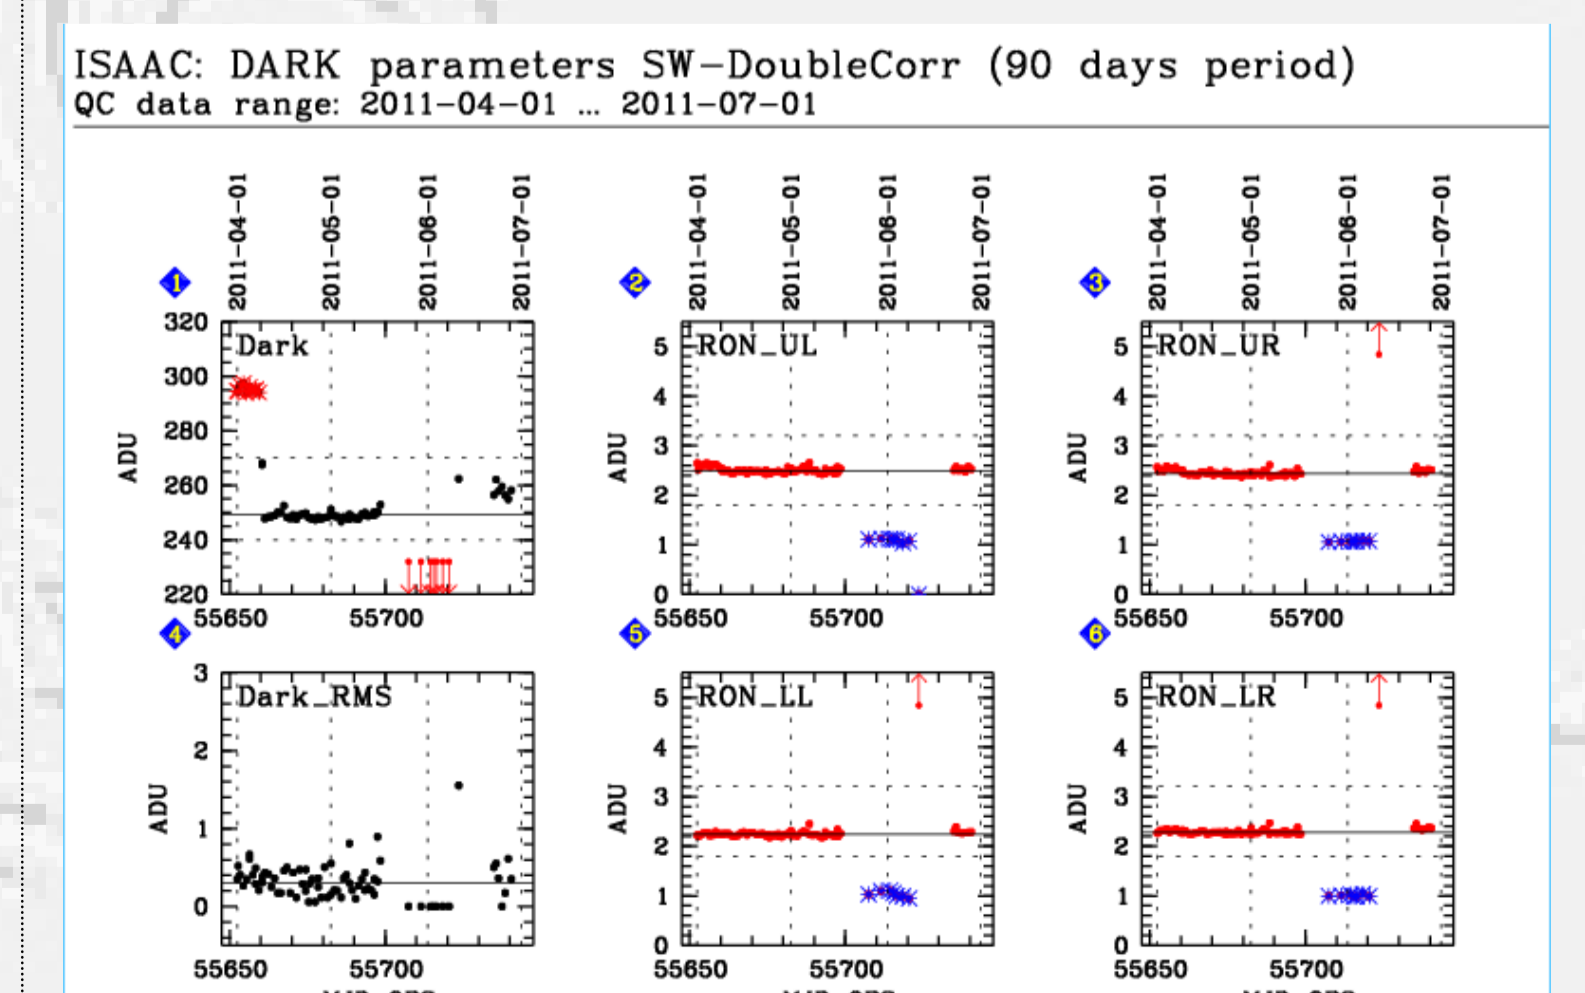 ISAAC: DARK parameters SW-DoubleCorr (90 days period)
QC data range: 2011-04-01 ... 2011-07-01
2011-04-01 2011-05-01 2011-06-01 2011-07-01
2011-04-01 2011-05-01 2011-06-01 2011-07-01
2011-04-01 2011-05-01 2011-06-01 2011-07-01
1
Dark
ADU
320
300
280
260
240
220
55650 55700
2
RON_UL
ADU
5
4
3
2
1
0
55650 55700
3
RON_UR
ADU
5
4
3
2
1
0
55650 55700
4
Dark_RMS
ADU
3
2
1
0
55650 55700
5
RON_LL
ADU
5
4
3
2
1
0
55650 55700
6
RON_LR
ADU
5
4
3
2
1
0
55650 55700